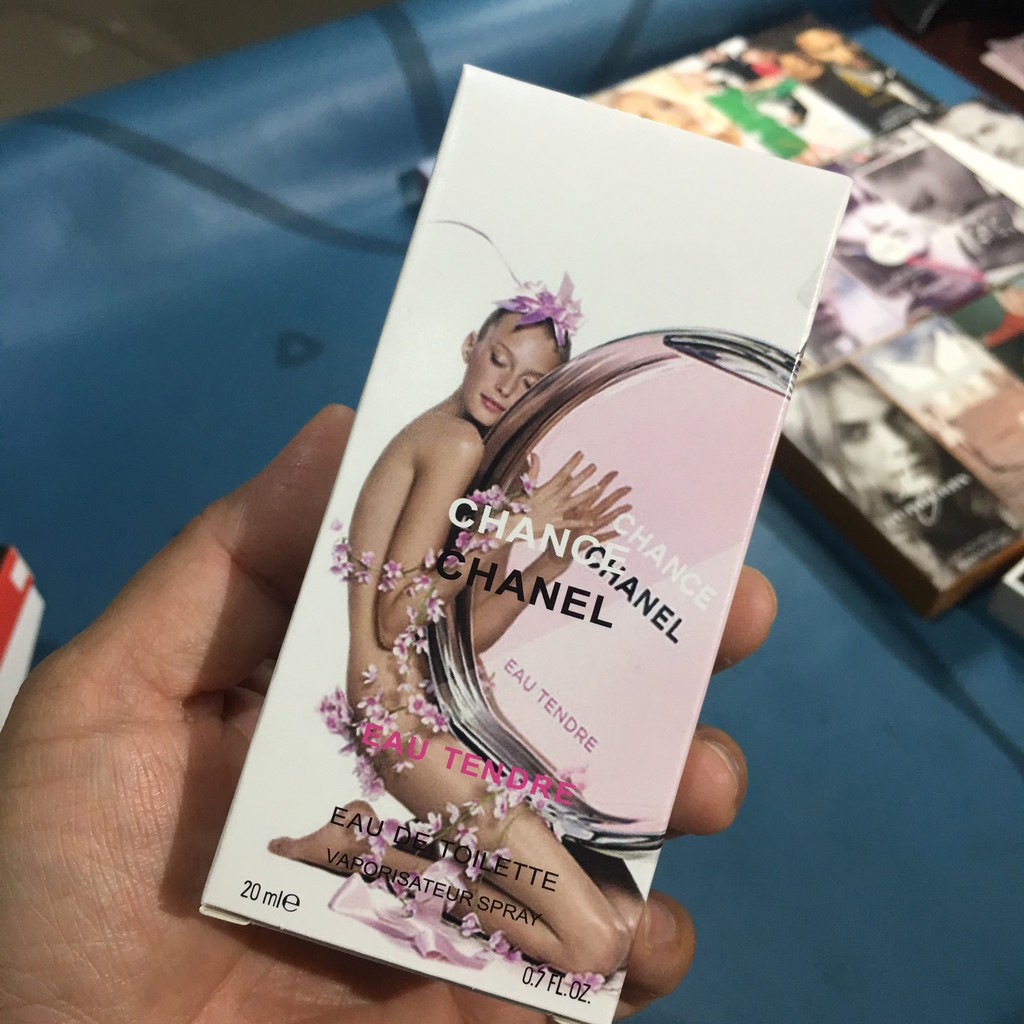 CHANCE
CHANEL
CHANCE
CHANEL
EAU TENDRE
EAU TENDRE
EAU DE TOILETTE
VAPORISATEUR SPRAY
20 ml℮
0.7 FL.OZ.